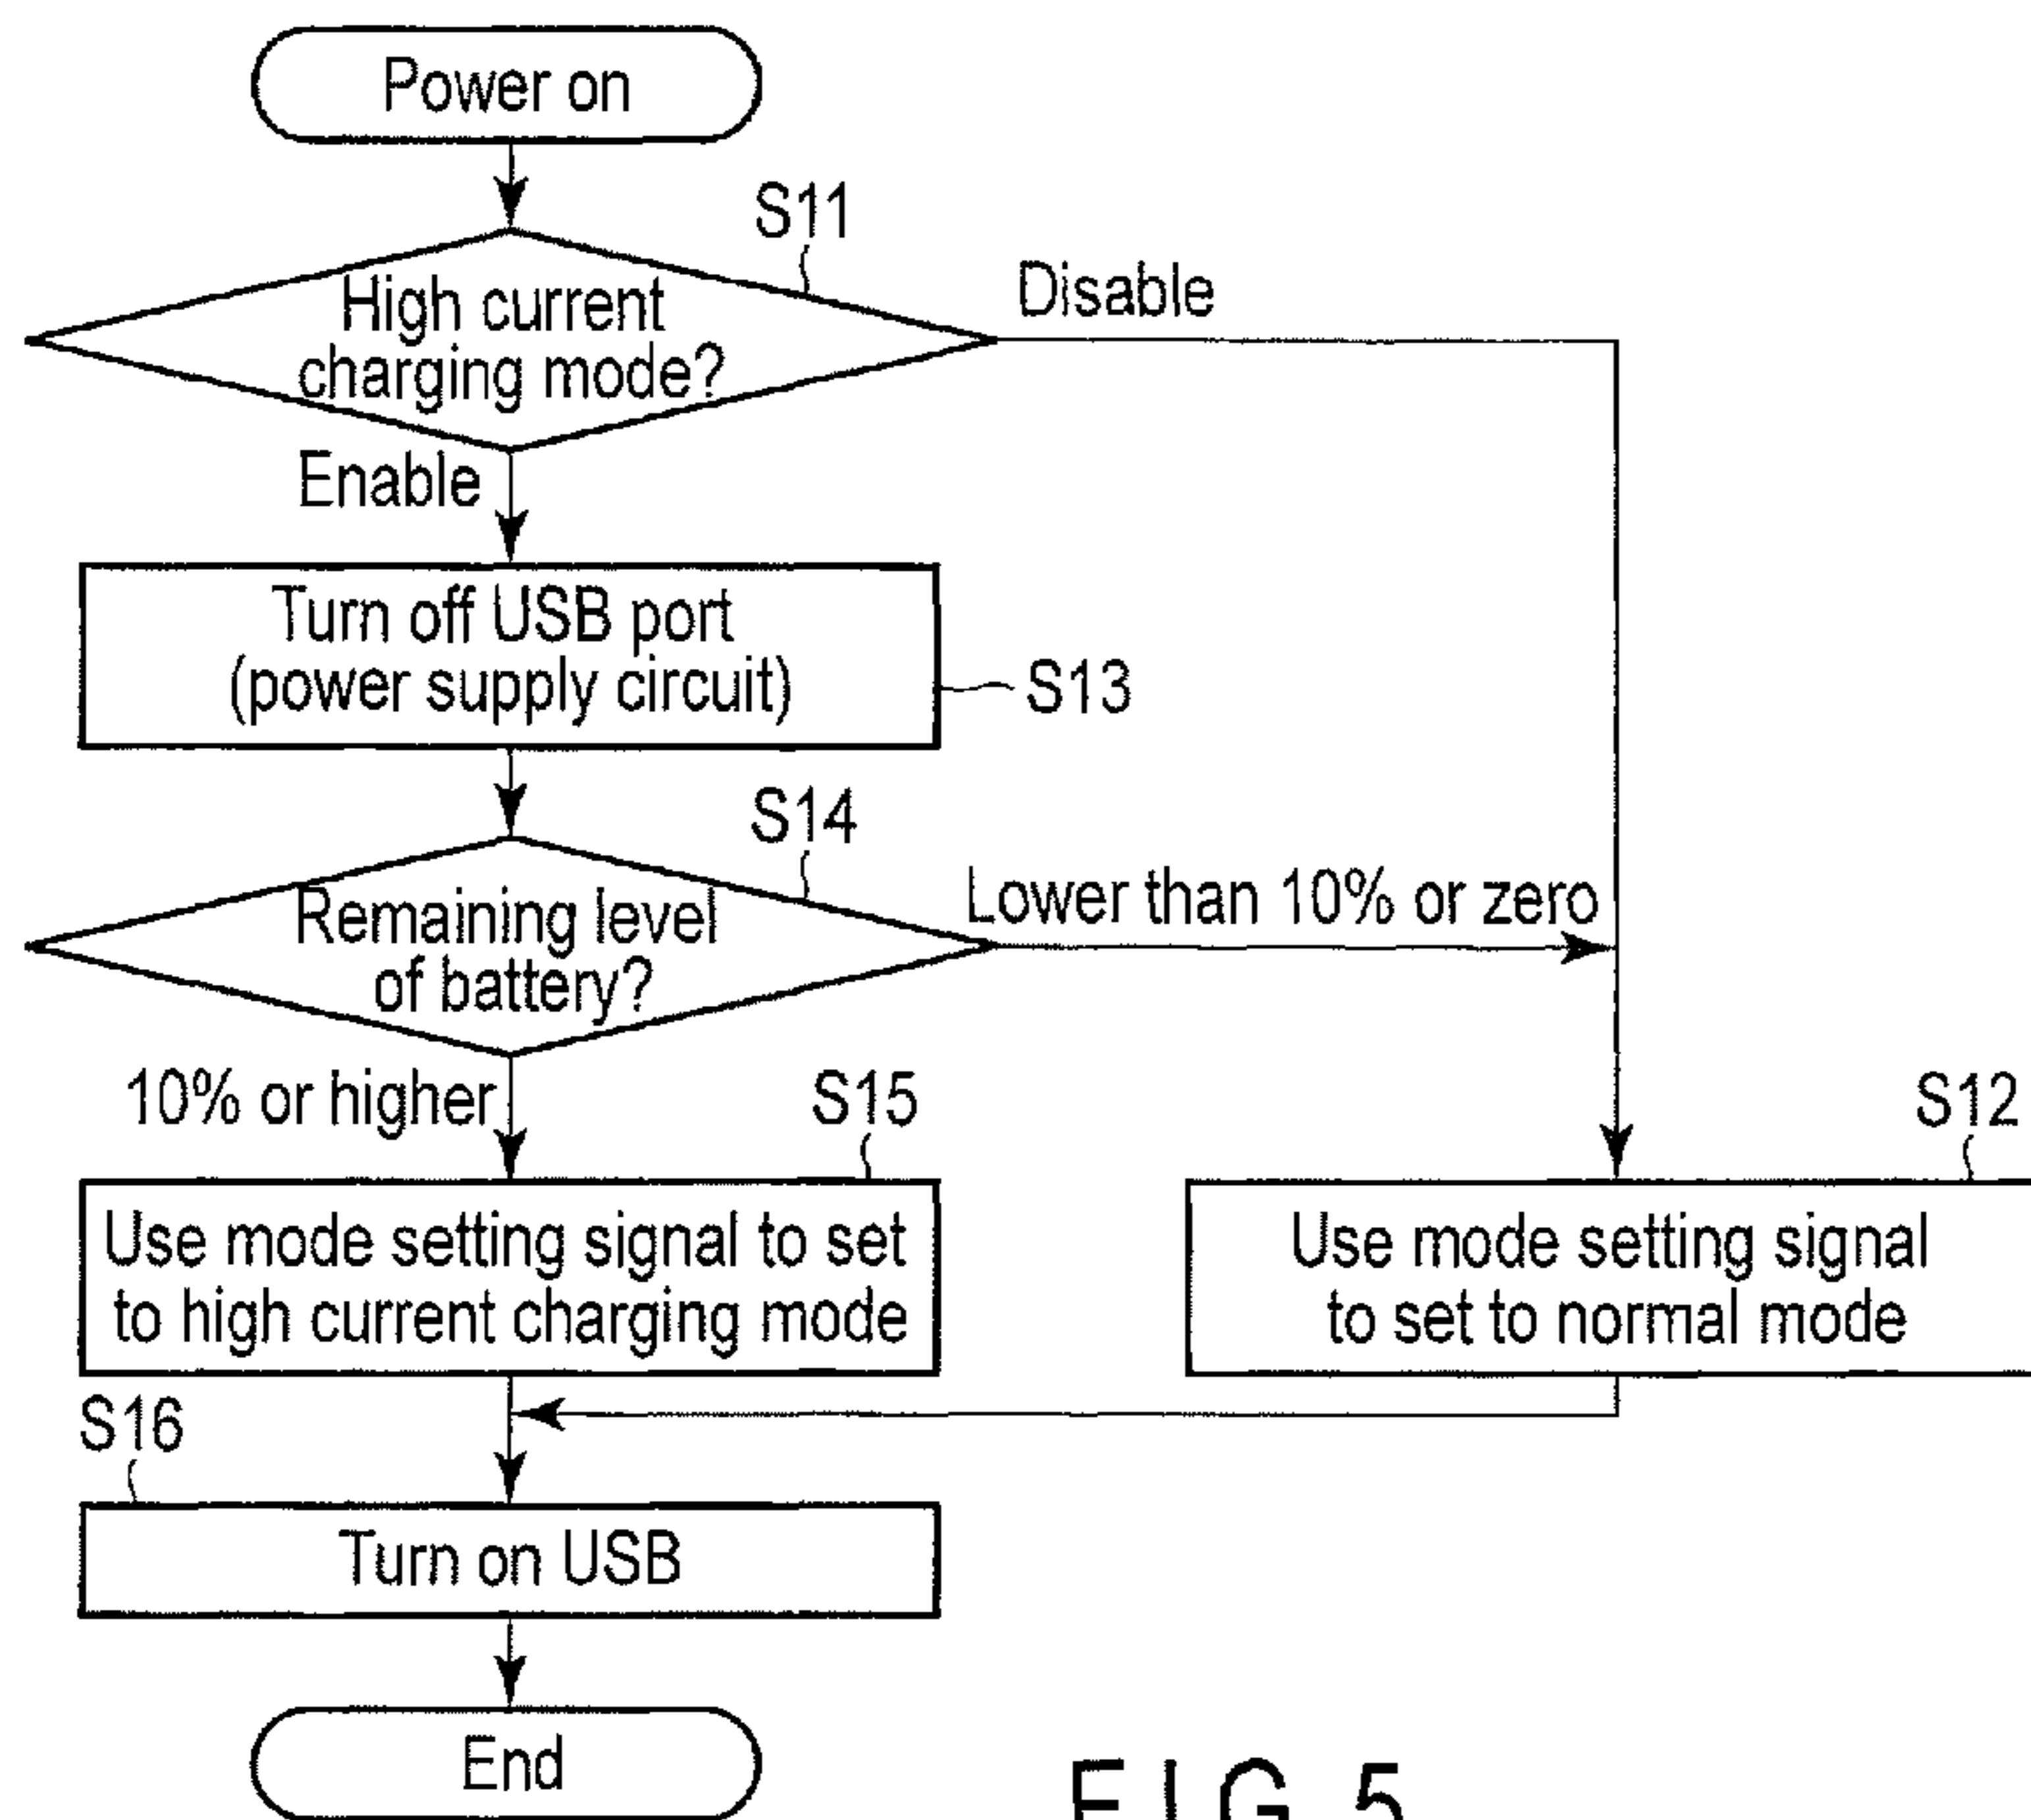 Power on
S11
High current
charging mode?
Disable
Enable
Turn off USB port
(power supply circuit)
S13
S14
Remaining level
of battery?
Lower than 10% or zero
10% or higher
S15
Use mode setting signal to set
to high current charging mode
S12
Use mode setting signal
to set to normal mode
S16
Turn on USB
End
FIG. 5